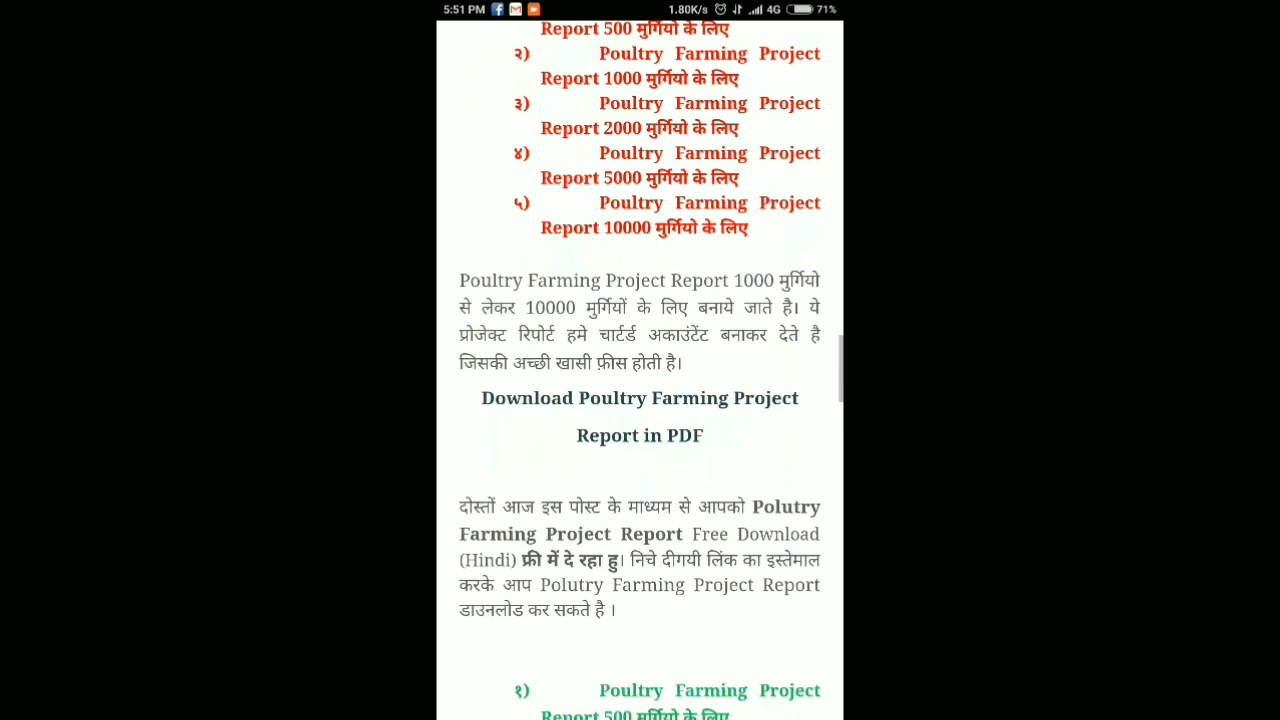 5:51 PM 1.80K/s 4G 71%
Report 500 मुर्गियो के लिए
२) Poultry Farming Project
Report 1000 मुर्गियो के लिए
३) Poultry Farming Project
Report 2000 मुर्गियो के लिए
४) Poultry Farming Project
Report 5000 मुर्गियो के लिए
५) Poultry Farming Project
Report 10000 मुर्गियो के लिए
Poultry Farming Project Report 1000 मुर्गियो
से लेकर 10000 मुर्गियों के लिए बनाये जाते है। ये
प्रोजेक्ट रिपोर्ट हमे चार्टर्ड अकाउंटेंट बनाकर देते है
जिसकी अच्छी खासी फ़ीस होती है।
Download Poultry Farming Project
Report in PDF
दोस्तों आज इस पोस्ट के माध्यम से आपको Polutry
Farming Project Report Free Download
(Hindi) फ्री में दे रहा हु। निचे दीगयी लिंक का इस्तेमाल
करके आप Polutry Farming Project Report
डाउनलोड कर सकते है ।
१) Poultry Farming Project
Report 500 मुर्गियो के लिए